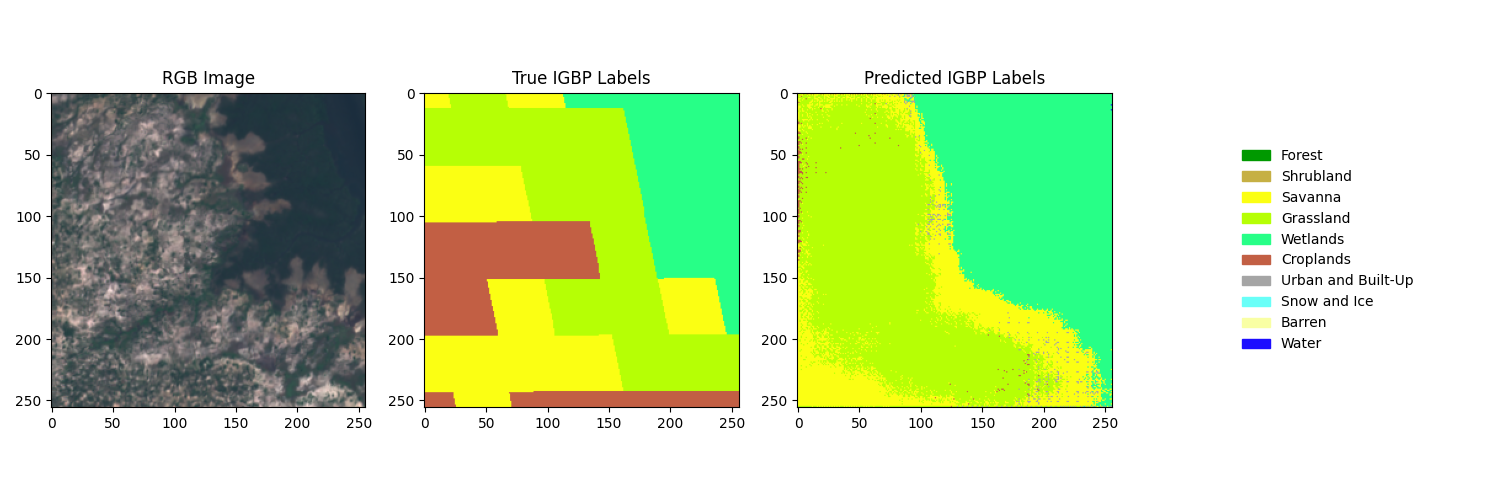 RGB Image
True IGBP Labels
Predicted IGBP Labels
0
50
100
150
200
250
0
50
100
150
200
250
0
50
100
150
200
250
0
50
100
150
200
250
0
50
100
150
200
250
0
50
100
150
200
250
Forest
Shrubland
Savanna
Grassland
Wetlands
Croplands
Urban and Built-Up
Snow and Ice
Barren
Water